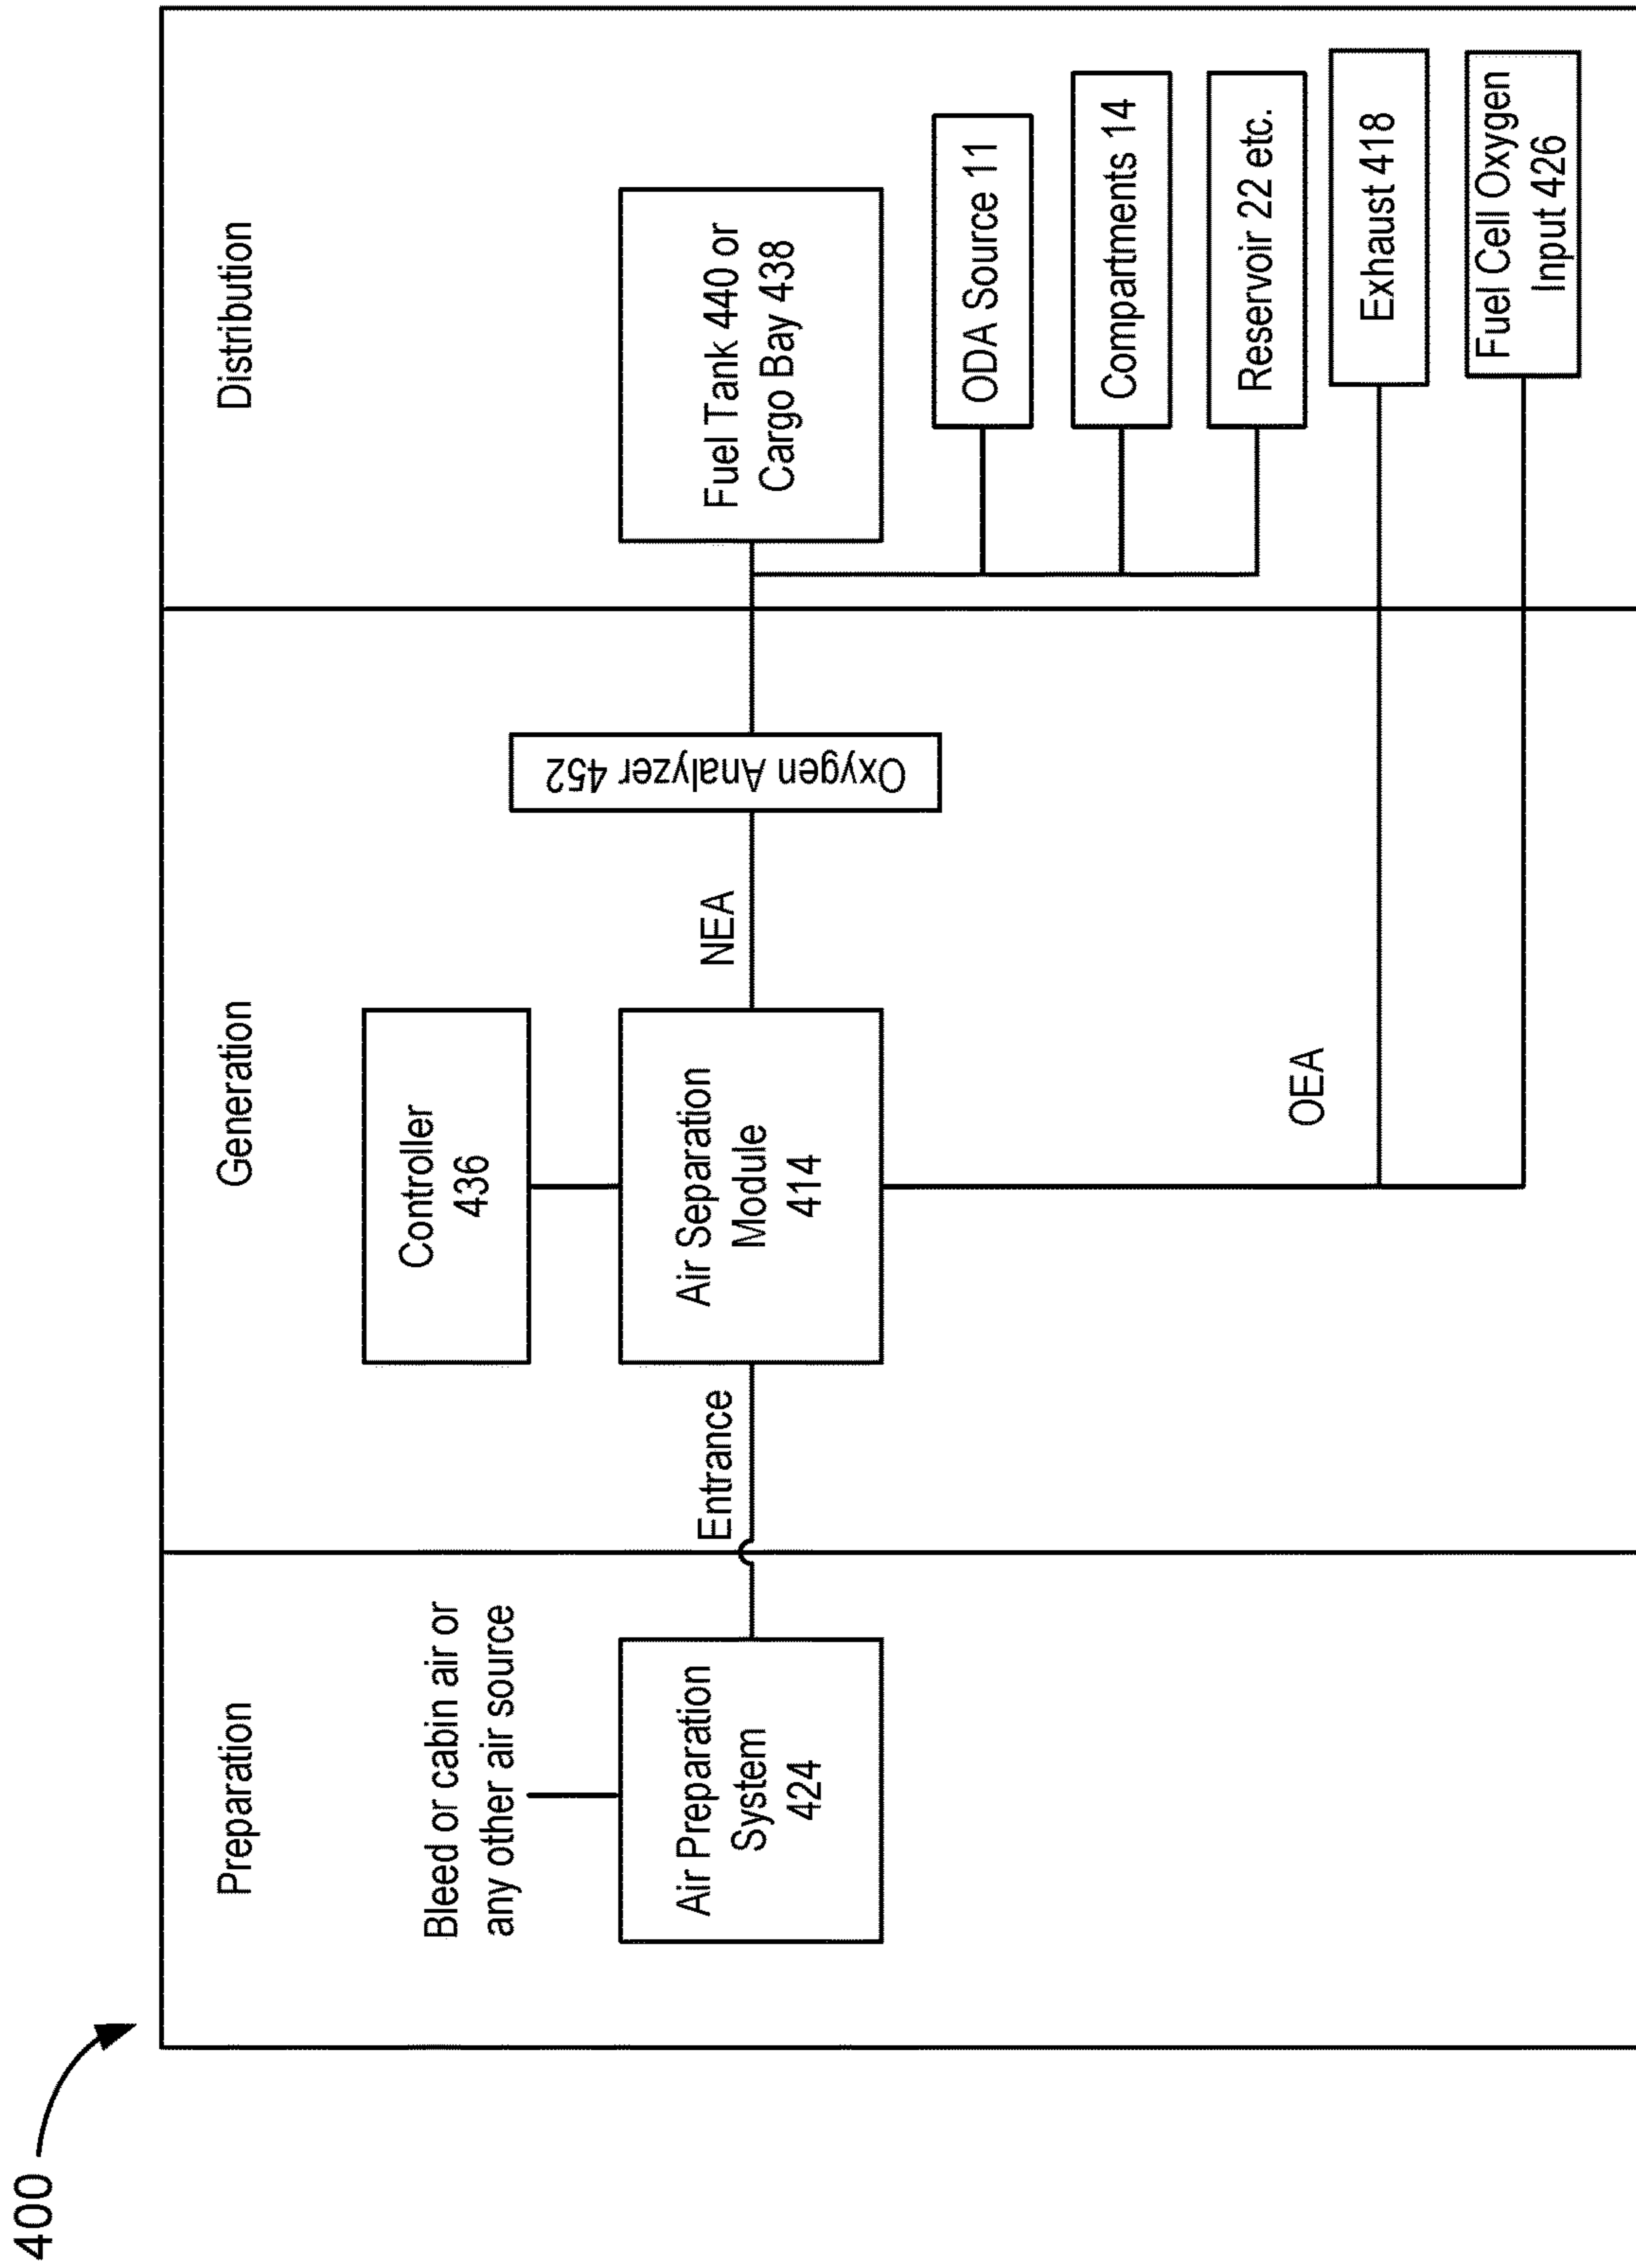 400
Preparation
Generation
Distribution
Bleed or cabin air or
any other air source
Air Preparation
System
424
Entrance
Controller
436
Air Separation
Module
414
NEA
Oxygen Analyzer 452
OEA
Fuel Tank 440 or
Cargo Bay 438
ODA Source 11
Compartments 14
Reservoir 22 etc.
Exhaust 418
Fuel Cell Oxygen
Input 426